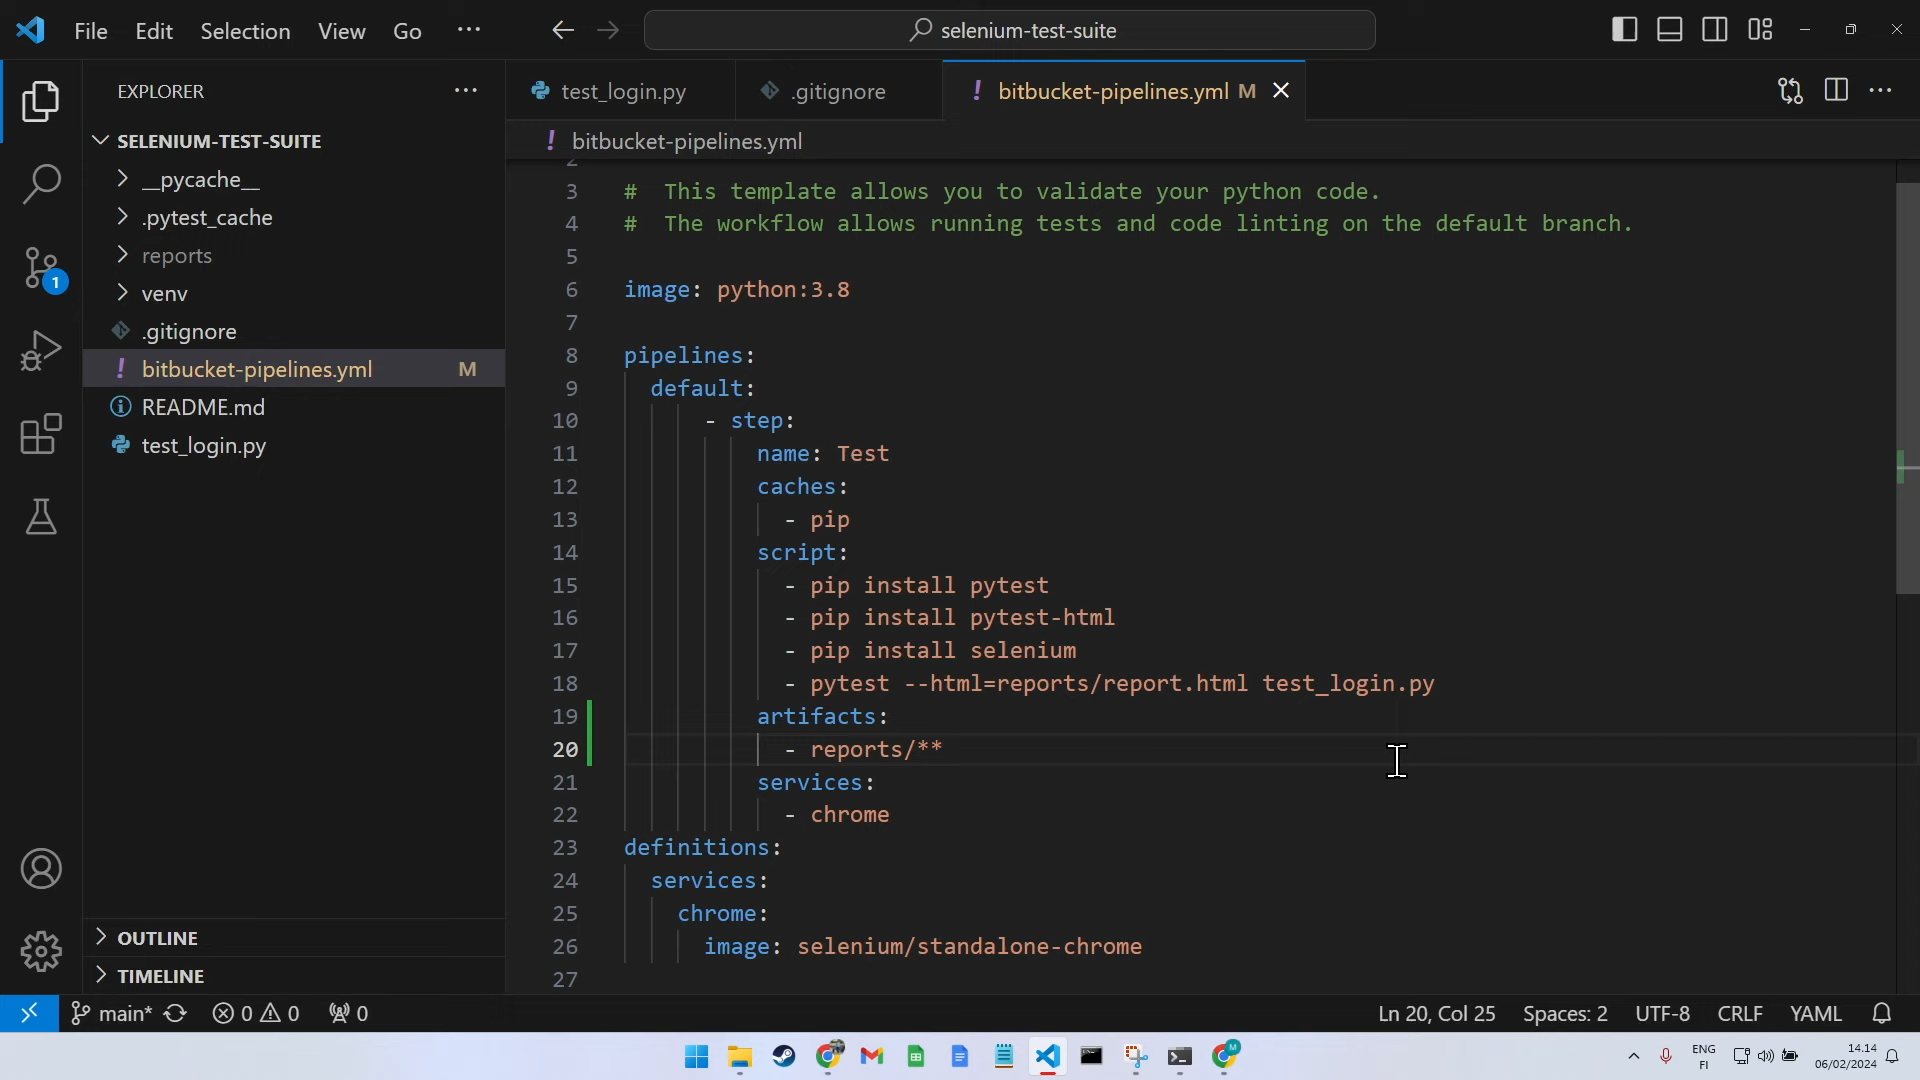 File Edit Selection View Go ···
selenium-test-suite
EXPLORER ···
SELENIUM-TEST-SUITE
__pycache__
.pytest_cache
reports
venv
.gitignore
bitbucket-pipelines.yml M
README.md
test_login.py
OUTLINE
TIMELINE
1
test_login.py .gitignore ! bitbucket-pipelines.yml M
! bitbucket-pipelines.yml
2
3 # This template allows you to validate your python code.
4 # The workflow allows running tests and code linting on the default branch.
5
6 image: python:3.8
7
8 pipelines:
9 default:
10 - step:
11 name: Test
12 caches:
13 - pip
14 script:
15 - pip install pytest
16 - pip install pytest-html
17 - pip install selenium
18 - pytest --html=reports/report.html test_login.py
19 artifacts:
20 - reports/**
21 services:
22 - chrome
23 definitions:
24 services:
25 chrome:
26 image: selenium/standalone-chrome
27
main* 0 0 0 Ln 20, Col 25 Spaces: 2 UTF-8 CRLF YAML
ENG
FI
14.14
06/02/2024